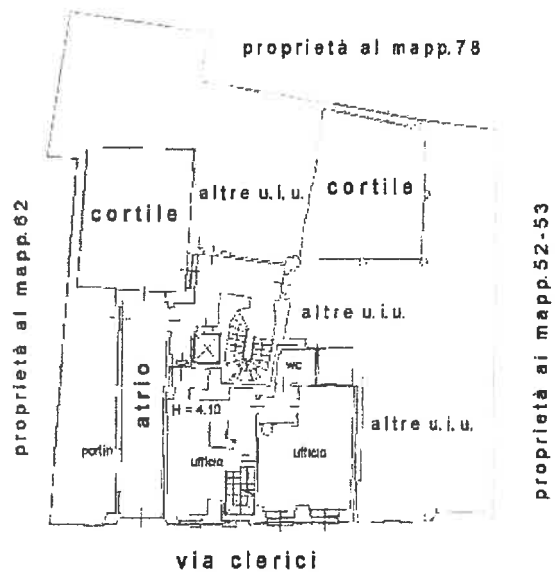 proprietà al mapp.78
altre u.i.u.
cortile
cortile
proprietà al mapp.62
proprietà ai mapp.52-53
altre u.i.u.
wc
atrio
H = 4.10
altre u.i.u.
portin
ufficio
ufficio
via clerici